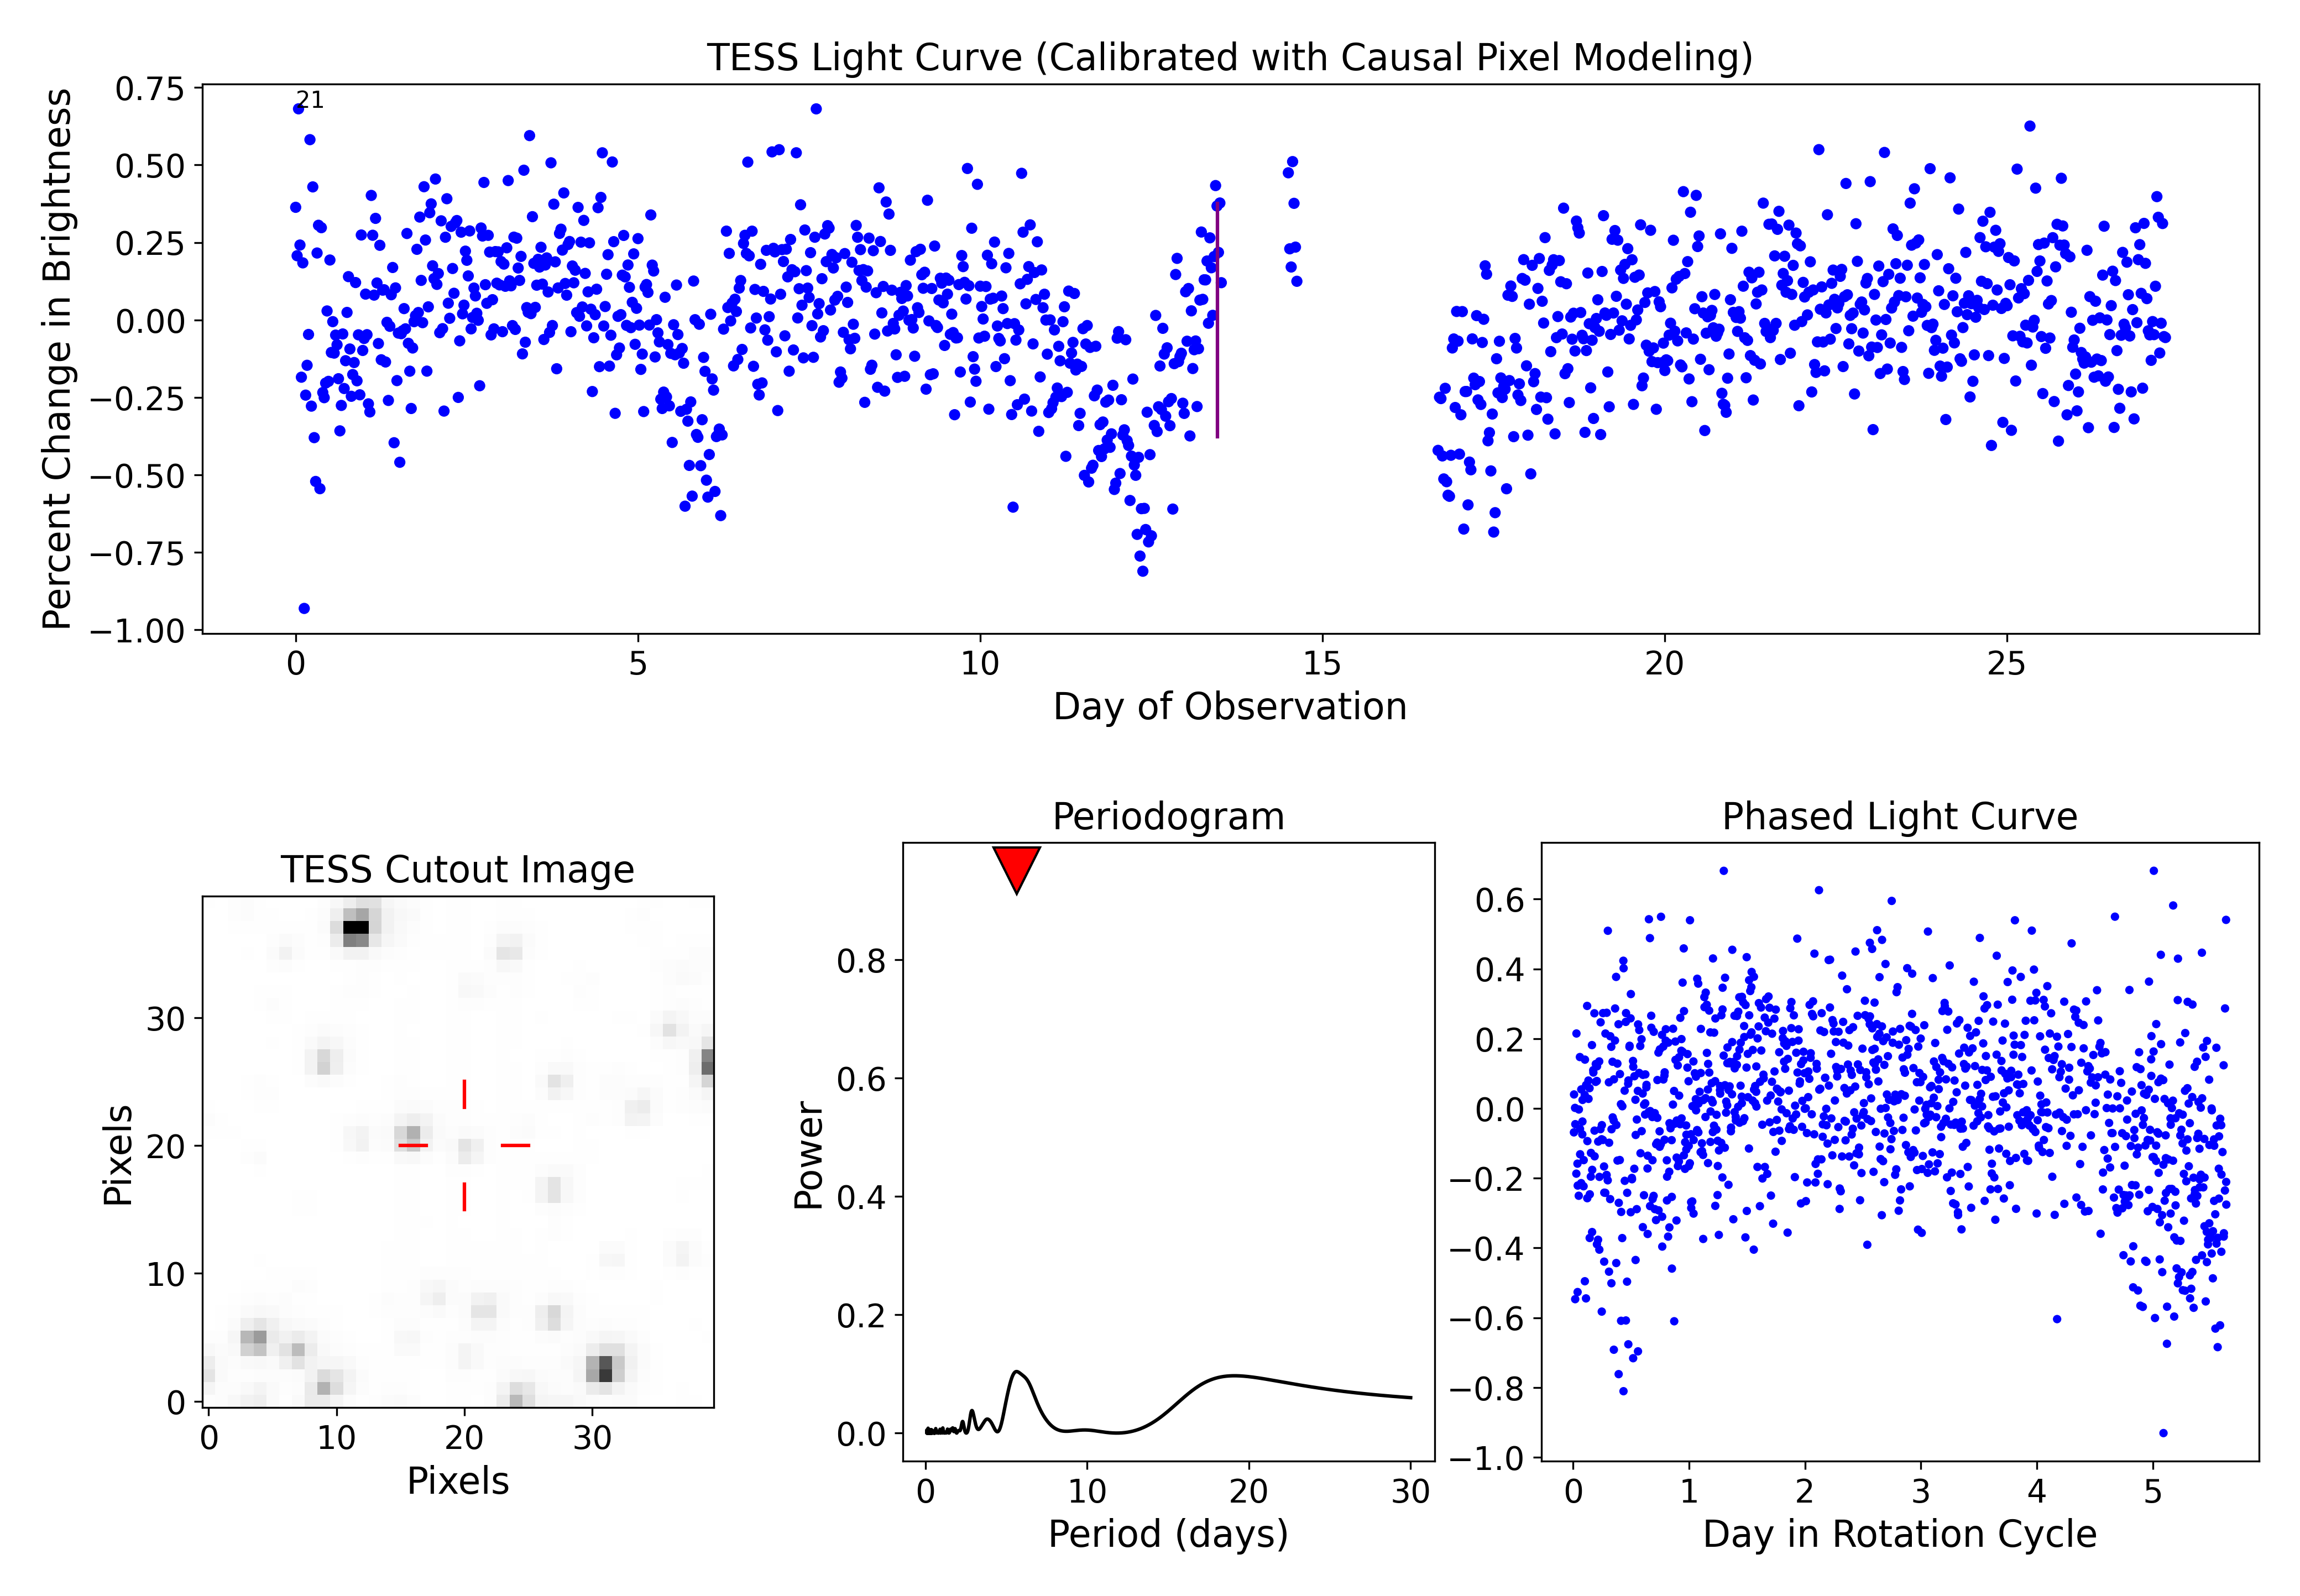 TESS Light Curve (Calibrated with Causal Pixel Modeling)
Percent Change in Brightness
0.75
0.50
0.25
0.00
−0.25
−0.50
−0.75
−1.00
21
0 5 10 15 20 25
Day of Observation
TESS Cutout Image
Pixels
30
20
10
0
0 10 20 30
Pixels
Periodogram
Power
0.8
0.6
0.4
0.2
0.0
0 10 20 30
Period (days)
Phased Light Curve
0.6
0.4
0.2
0.0
−0.2
−0.4
−0.6
−0.8
−1.0
0 1 2 3 4 5
Day in Rotation Cycle